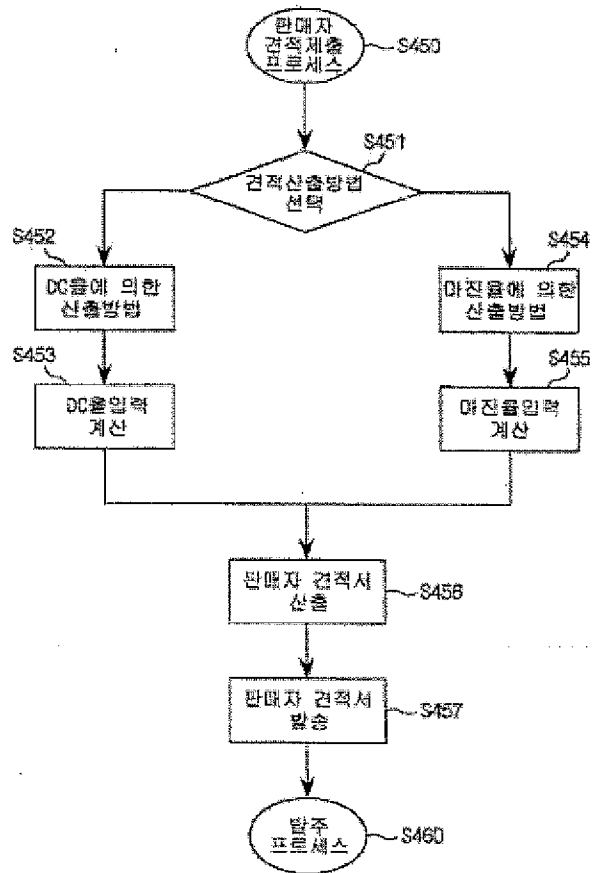 판매자
견적제출
프로세스
S450
S451
견적산출방법
선택
S452
DC율에 의한
산출방법
S454
마진율에 의한
산출방법
S453
DC율입력
계산
S455
마진율입력
계산
판매자 견적서
산출
S456
판매자 견적서
발송
S457
발주
프로세스
S460